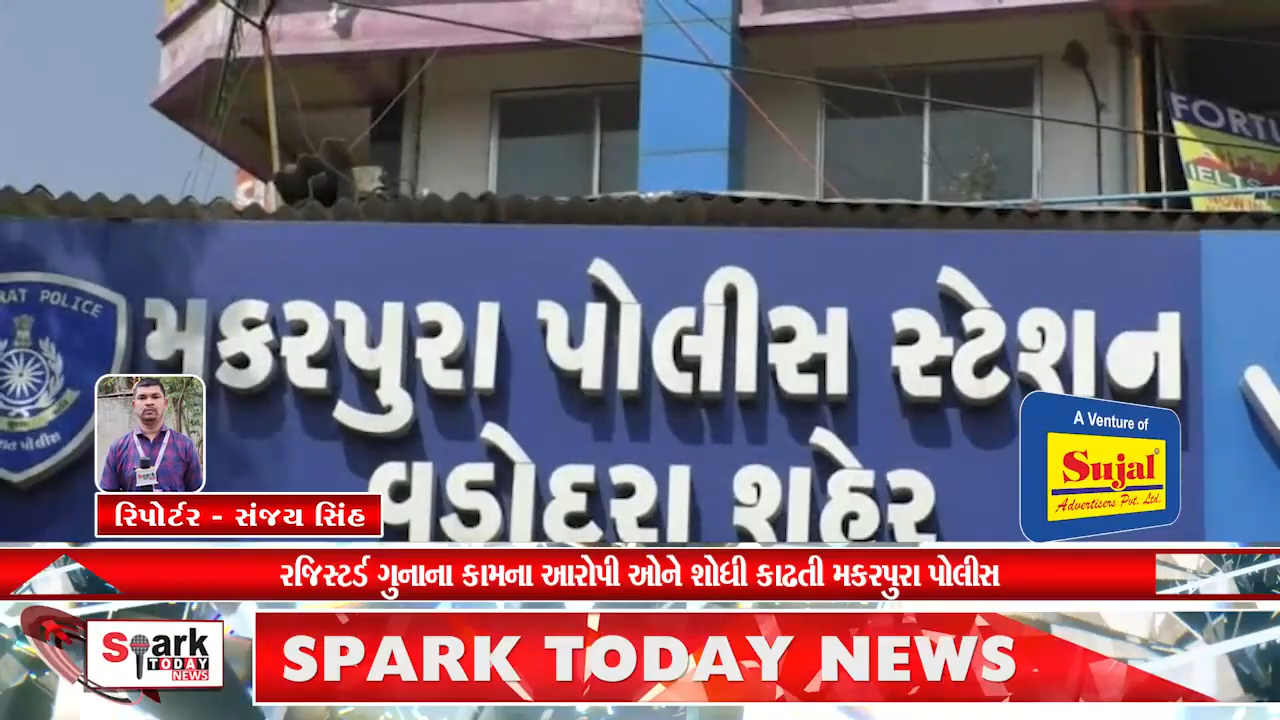 FORTU
IELTS
મકરપુરા પોલીસ સ્ટેશન
RAT POLICE
વડોદરા શહેર
A Venture of
Sujal
Advertisers Pvt. Ltd.
રિપોર્ટર - સંજય સિંહ
રજિસ્ટર્ડ ગુનાના કામના આરોપી ઓને શોધી કાઢતી મકરપુરા પોલીસ
Spark
TODAY
NEWS
SPARK TODAY NEWS